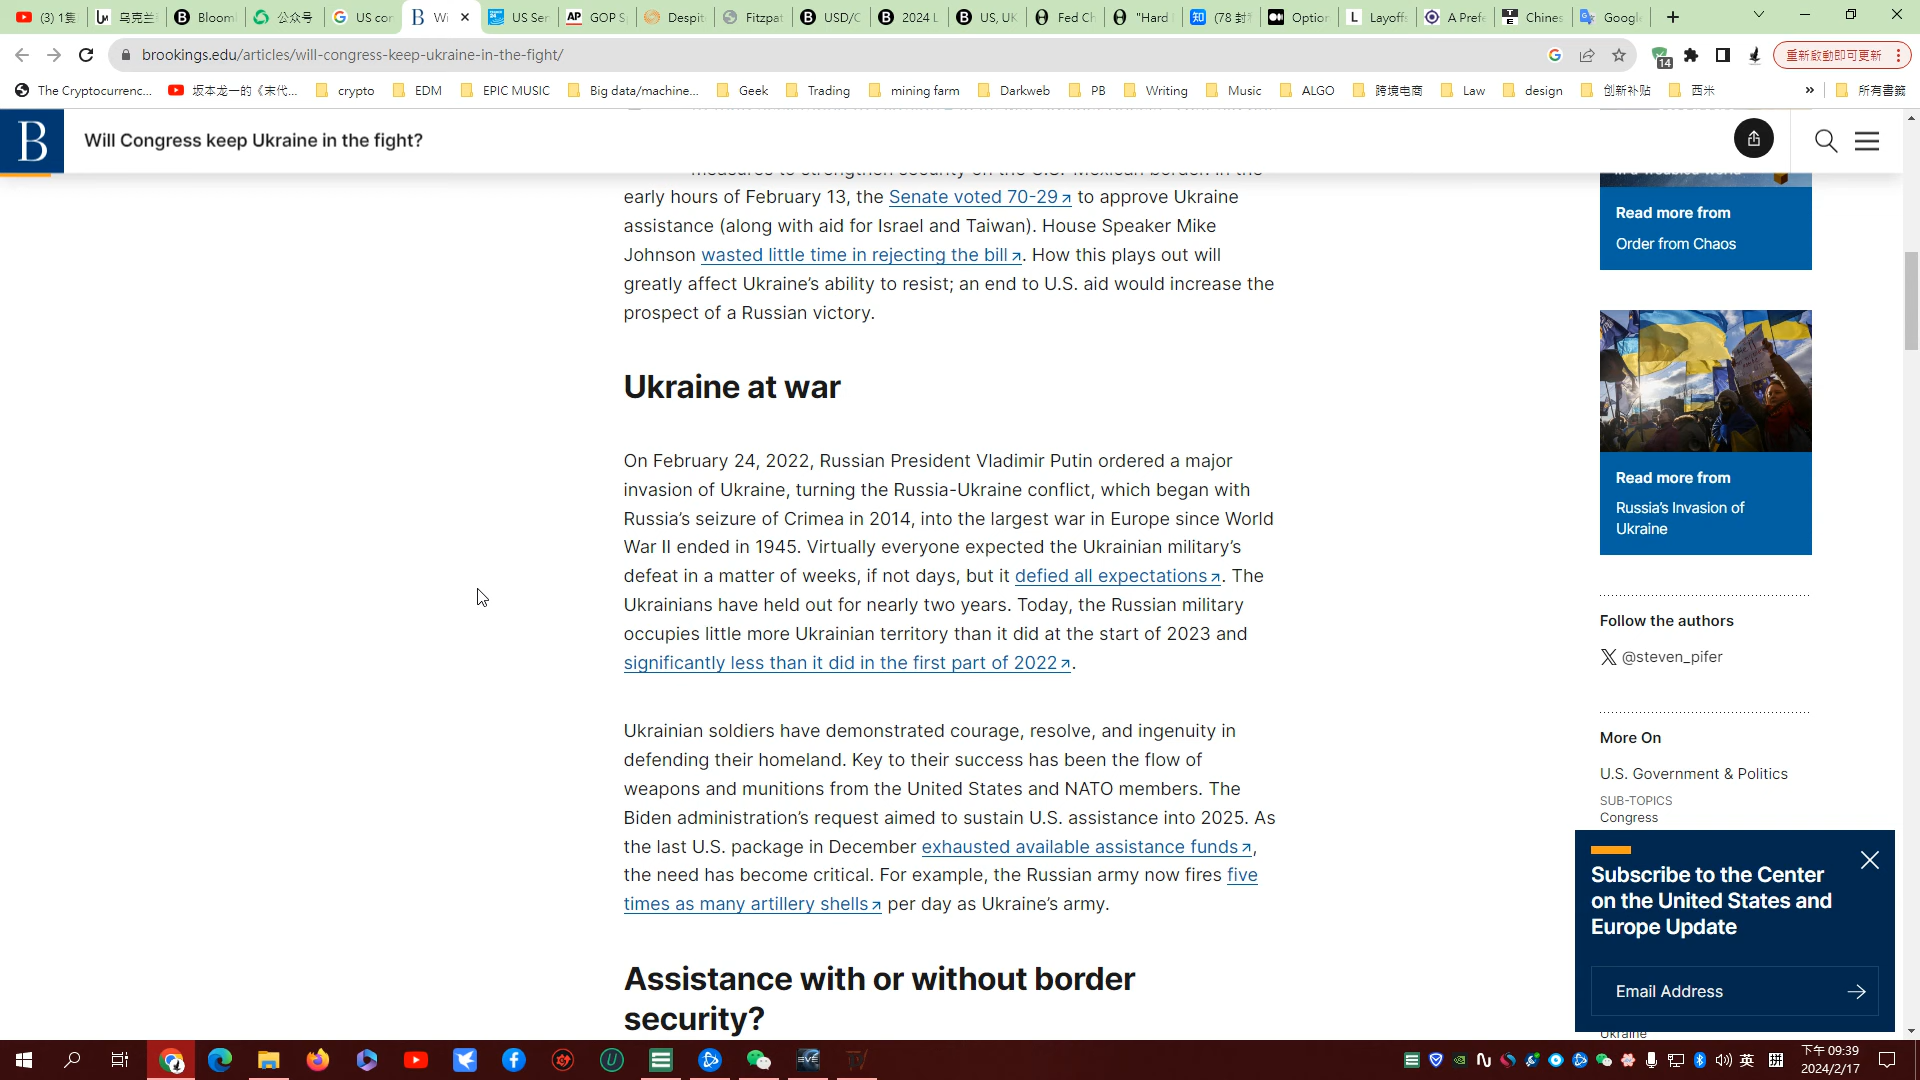 (3) 1集
乌克兰
Bloom
公众号
US cor
Wi
US Ser
AP GOP S
Despit
Fitzpat
USD/C
2024 L
US, UK
Fed Ch
"Hard
知 (78 封
Option
L Layoff
A Prefe
Chines
Googl
brookings.edu/articles/will-congress-keep-ukraine-in-the-fight/
14
重新啟動即可更新
The Cryptocurrenc...
坂本龙一的《末代...
crypto
EDM
EPIC MUSIC
Big data/machine...
Geek
Trading
mining farm
Darkweb
PB
Writing
Music
ALGO
跨境电商
Law
design
创新补贴
西米
»
所有書籤
B
Will Congress keep Ukraine in the fight?
measures to strengthen security on the U.S.-Mexican border. In the
early hours of February 13, the Senate voted 70-29 to approve Ukraine
assistance (along with aid for Israel and Taiwan). House Speaker Mike
Johnson wasted little time in rejecting the bill. How this plays out will
greatly affect Ukraine’s ability to resist; an end to U.S. aid would increase the
prospect of a Russian victory.
Ukraine at war
On February 24, 2022, Russian President Vladimir Putin ordered a major
invasion of Ukraine, turning the Russia-Ukraine conflict, which began with
Russia’s seizure of Crimea in 2014, into the largest war in Europe since World
War II ended in 1945. Virtually everyone expected the Ukrainian military’s
defeat in a matter of weeks, if not days, but it defied all expectations. The
Ukrainians have held out for nearly two years. Today, the Russian military
occupies little more Ukrainian territory than it did at the start of 2023 and
significantly less than it did in the first part of 2022.
Ukrainian soldiers have demonstrated courage, resolve, and ingenuity in
defending their homeland. Key to their success has been the flow of
weapons and munitions from the United States and NATO members. The
Biden administration’s request aimed to sustain U.S. assistance into 2025. As
the last U.S. package in December exhausted available assistance funds,
the need has become critical. For example, the Russian army now fires five
times as many artillery shells per day as Ukraine’s army.
Assistance with or without border
security?
Read more from
Order from Chaos
Read more from
Russia’s Invasion of
Ukraine
Follow the authors
@steven_pifer
More On
U.S. Government & Politics
SUB-TOPICS
Congress
Subscribe to the Center
on the United States and
Europe Update
Email Address
Ukraine
英
拼
下午 09:39
2024/2/17